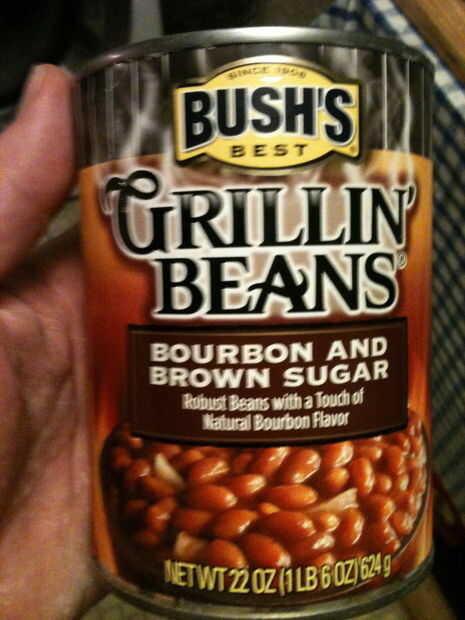 SINCE 1908
BUSH'S
BEST
GRILLIN'
BEANS®
BOURBON AND
BROWN SUGAR
Robust Beans with a Touch of
Natural Bourbon Flavor
NET WT 22 OZ (1 LB 6 OZ) 624 g